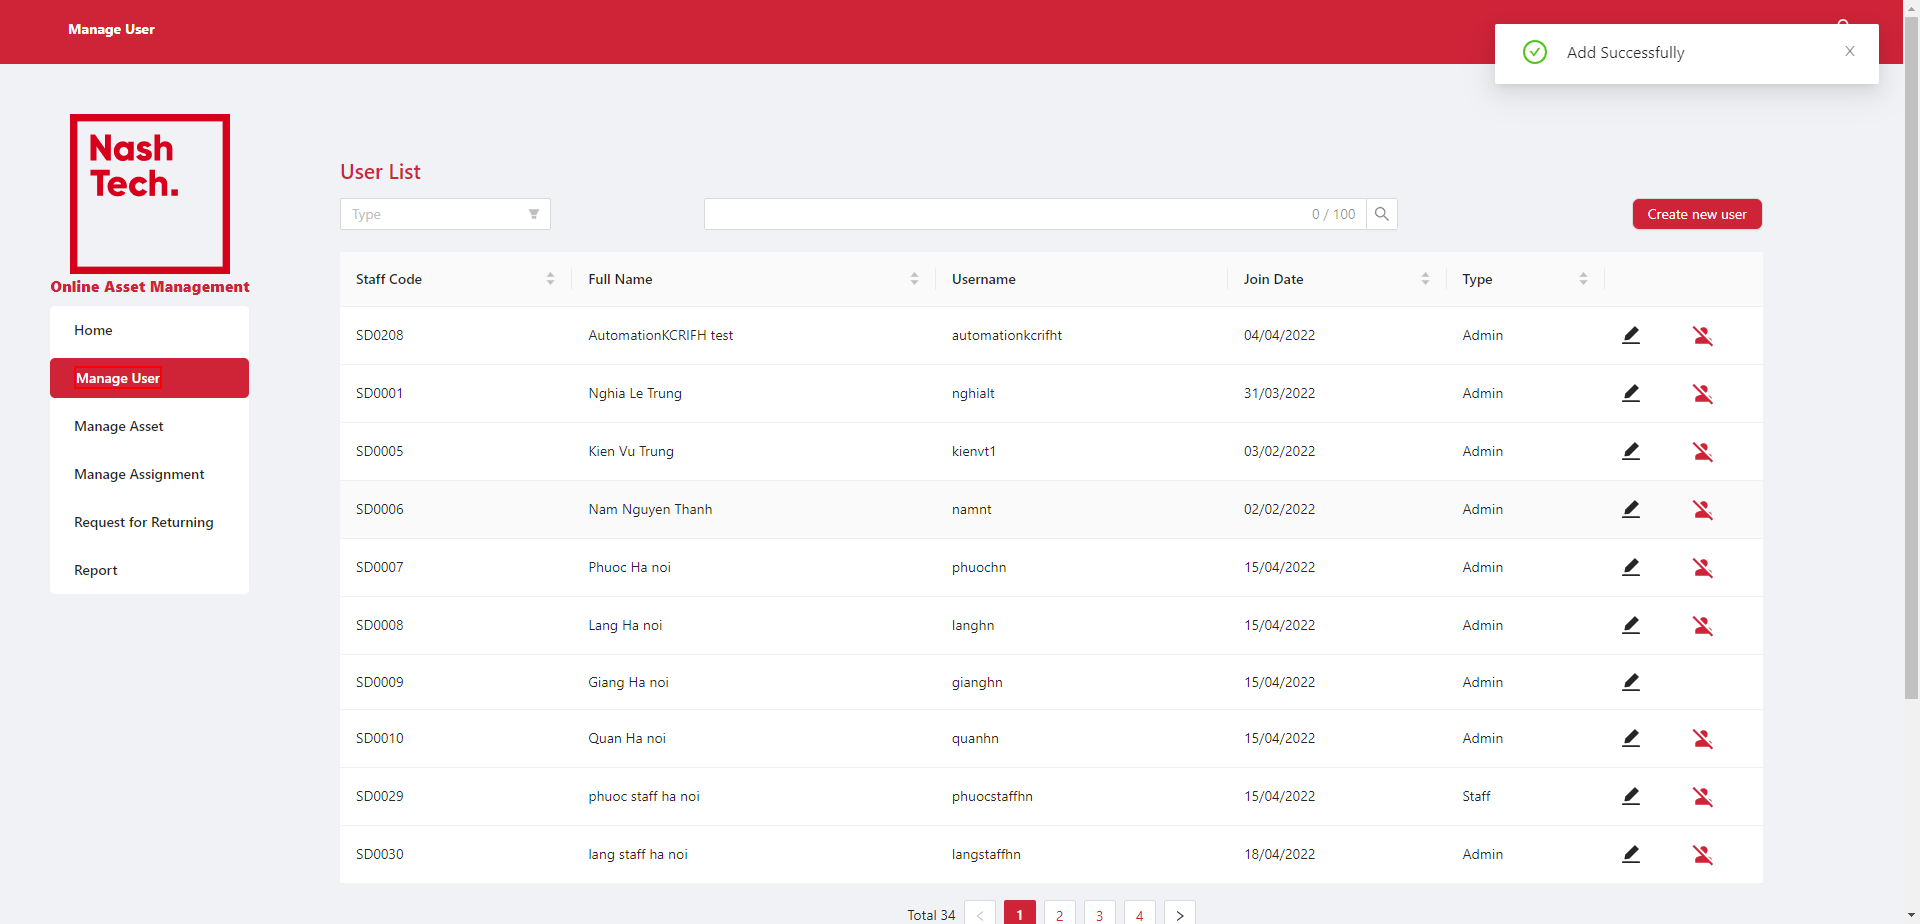 Manage User
Add Successfully
Nash
Tech.
Online Asset Management
Home
Manage User
Manage Asset
Manage Assignment
Request for Returning
Report
User List
Type
0 / 100
Create new user
Staff Code Full Name Username Join Date Type
SD0208 AutomationKCRIFH test automationkcrifht 04/04/2022 Admin
SD0001 Nghia Le Trung nghialt 31/03/2022 Admin
SD0005 Kien Vu Trung kienvt1 03/02/2022 Admin
SD0006 Nam Nguyen Thanh namnt 02/02/2022 Admin
SD0007 Phuoc Ha noi phuochn 15/04/2022 Admin
SD0008 Lang Ha noi langhn 15/04/2022 Admin
SD0009 Giang Ha noi gianghn 15/04/2022 Admin
SD0010 Quan Ha noi quanhn 15/04/2022 Admin
SD0029 phuoc staff ha noi phuocstaffhn 15/04/2022 Staff
SD0030 lang staff ha noi langstaffhn 18/04/2022 Admin
Total 34 < 1 2 3 4 >